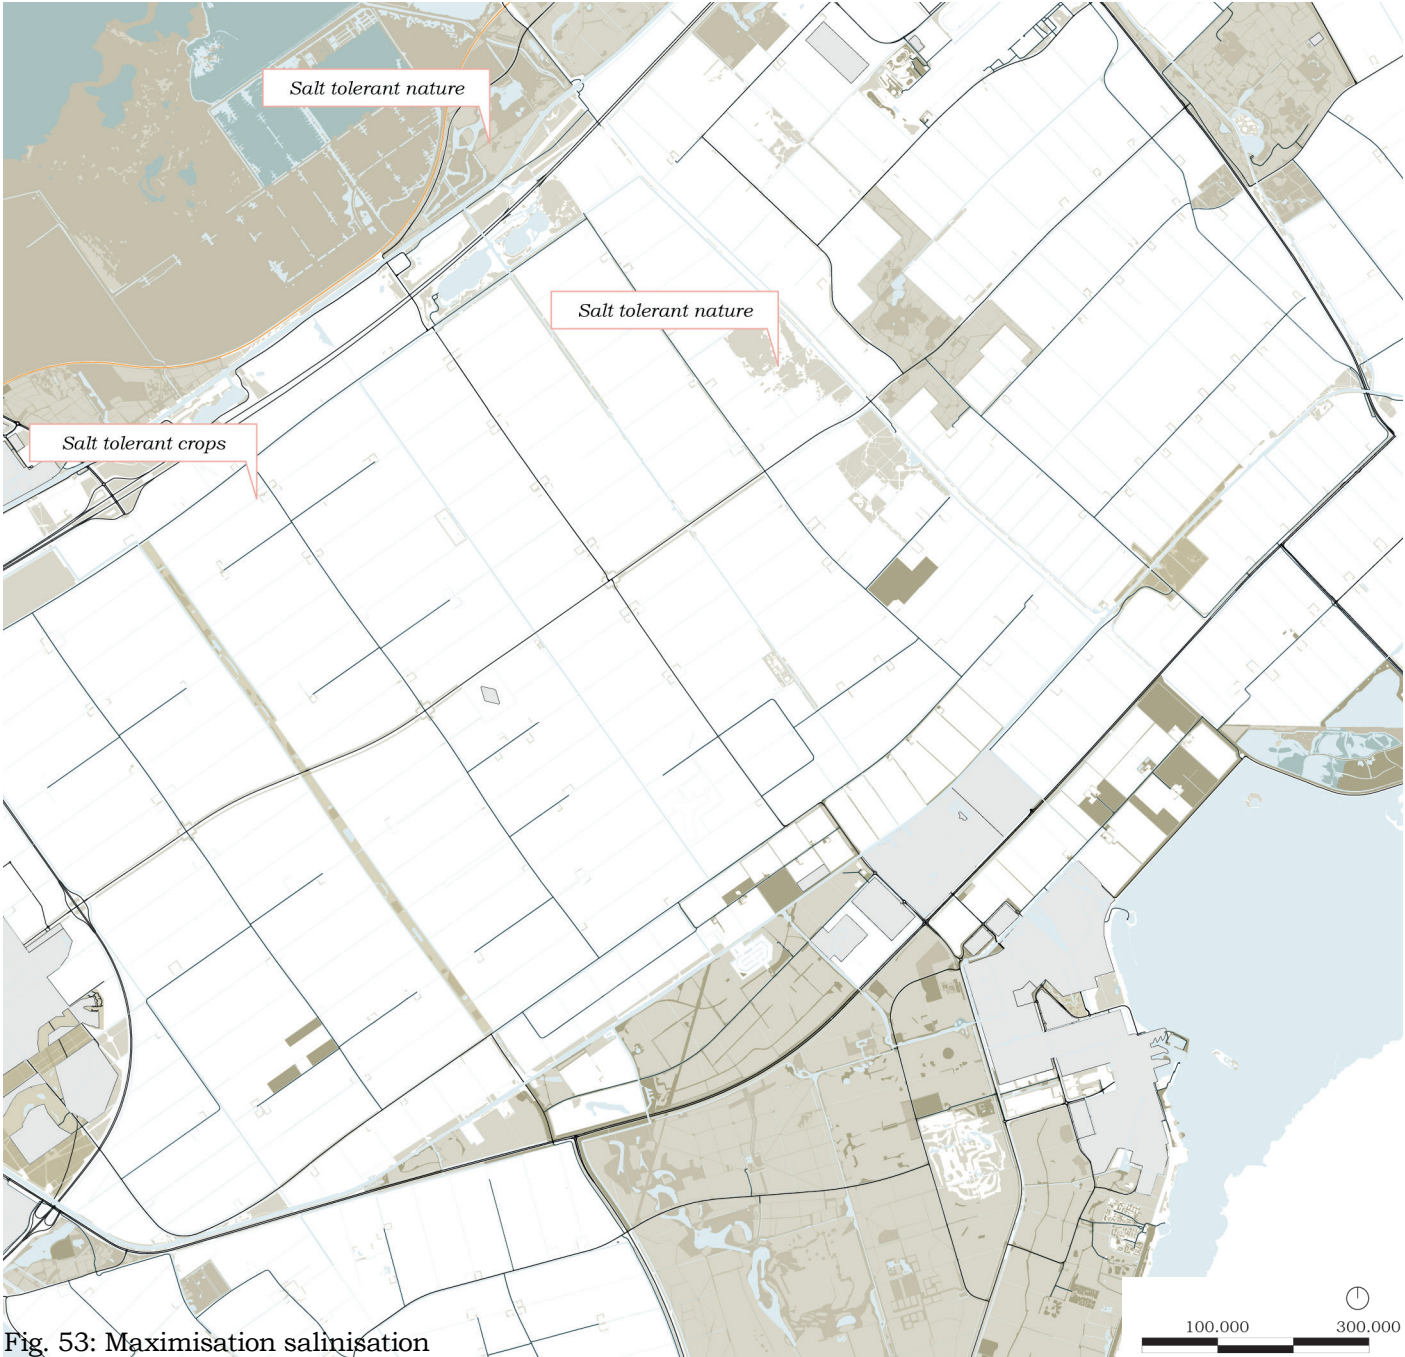 Salt tolerant nature
Salt tolerant nature
Salt tolerant crops
Fig. 53: Maximisation salinisation
100.000 300.000